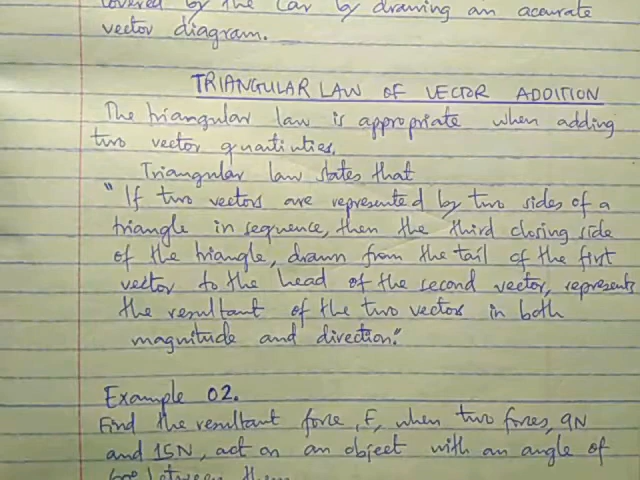 covered by the car by drawing an accurate
vector diagram.
TRIANGULAR LAW OF VECTOR ADDITION
The triangular law is appropriate when adding
two vector quatinties.
Triangular law states that
"If two vectors are represented by two sides of a
triangle in sequence, then the third closing side
of the triangle, drawn from the tail of the first
vector to the head of the second vector, represents
the resultant of the two vectors in both
magnitude and direction."
Example 02.
Find the resultant force, F, when two forces, 9N
and 15N, act on an object with an angle of
between them